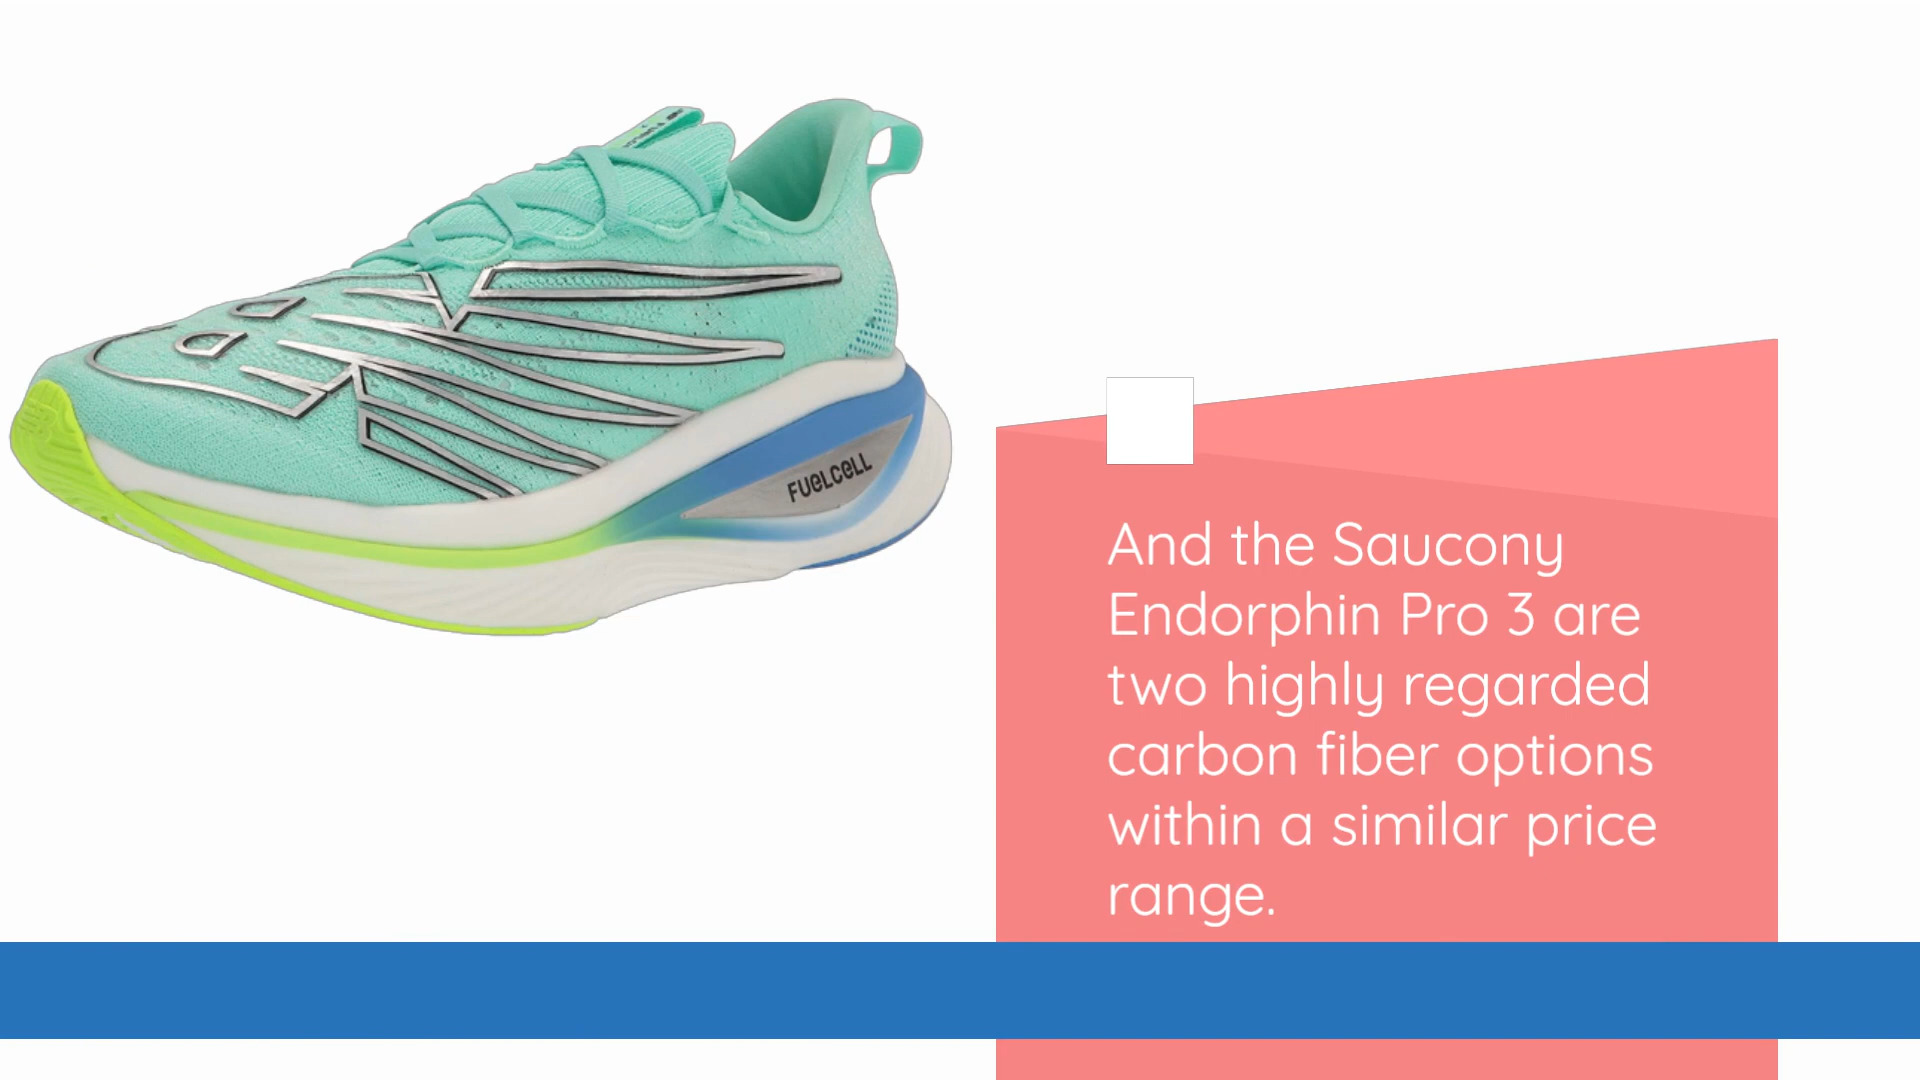 FUELCELL
And the Saucony
Endorphin Pro 3 are
two highly regarded
carbon fiber options
within a similar price
range.